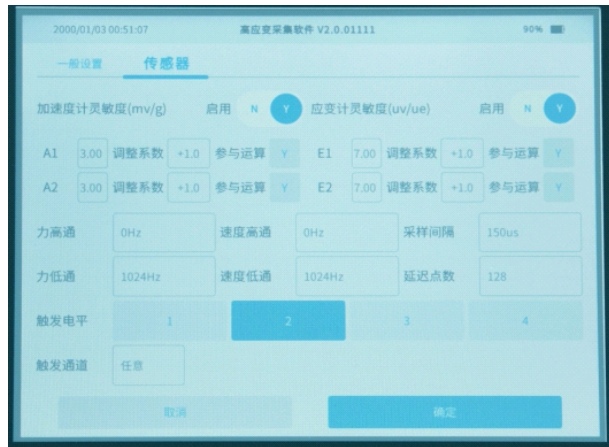 2000/01/03 00:51:07 高应变采集软件 V2.0.01111 90%
一般设置 传感器
加速度计灵敏度(mv/g) 启用 N Y 应变计灵敏度(uv/ue) 启用 N Y
A1 3.00 调整系数 +1.0 参与运算 Y E1 7.00 调整系数 +1.0 参与运算 Y
A2 3.00 调整系数 +1.0 参与运算 Y E2 7.00 调整系数 +1.0 参与运算 Y
力高通 0Hz 速度高通 0Hz 采样间隔 150us
力低通 1024Hz 速度低通 1024Hz 延迟点数 128
触发电平 1 2 3 4
触发通道 任意
取消 确定